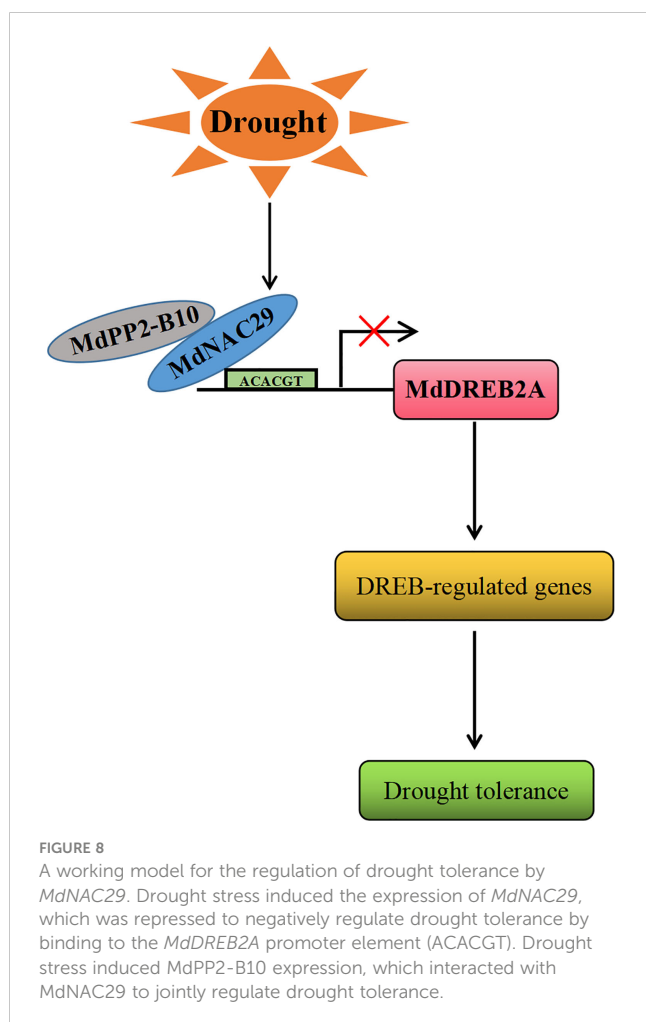 Drought
MdPP2-B10
MdNAC29
ACACGT
MdDREB2A
DREB-regulated genes
Drought tolerance
FIGURE 8
A working model for the regulation of drought tolerance by
MdNAC29. Drought stress induced the expression of MdNAC29,
which was repressed to negatively regulate drought tolerance by
binding to the MdDREB2A promoter element (ACACGT). Drought
stress induced MdPP2-B10 expression, which interacted with
MdNAC29 to jointly regulate drought tolerance.